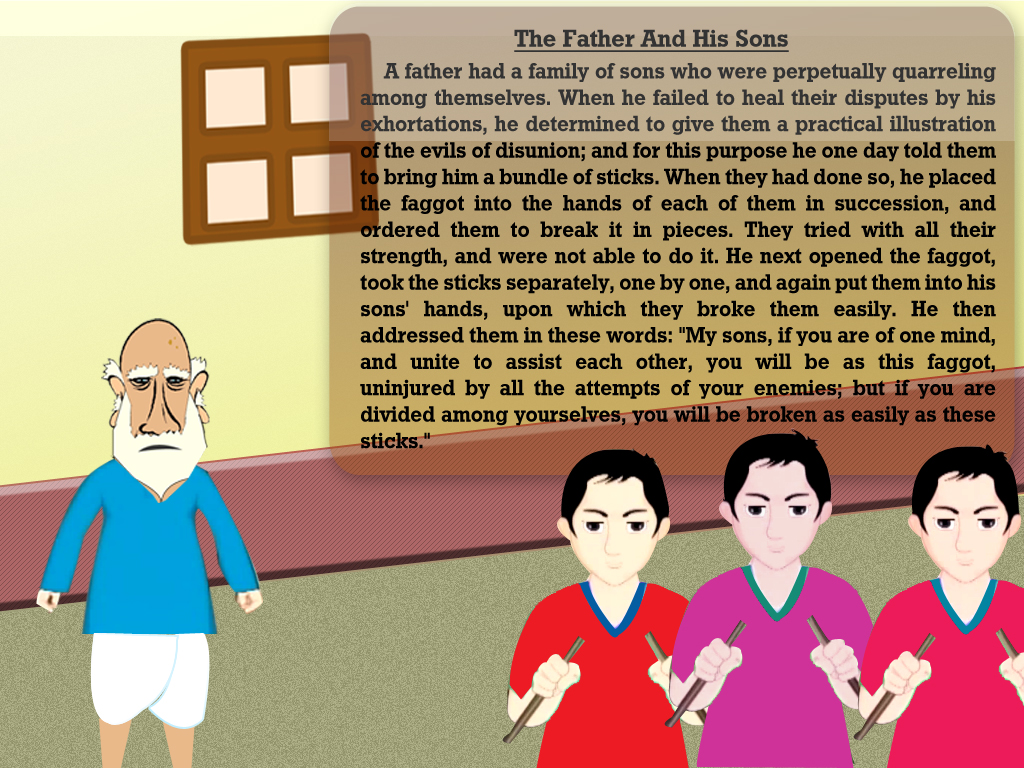 The Father And His Sons
A father had a family of sons who were perpetually quarreling
among themselves. When he failed to heal their disputes by his
exhortations, he determined to give them a practical illustration
of the evils of disunion; and for this purpose he one day told them
to bring him a bundle of sticks. When they had done so, he placed
the faggot into the hands of each of them in succession, and
ordered them to break it in pieces. They tried with all their
strength, and were not able to do it. He next opened the faggot,
took the sticks separately, one by one, and again put them into his
sons' hands, upon which they broke them easily. He then
addressed them in these words: "My sons, if you are of one mind,
and unite to assist each other, you will be as this faggot,
uninjured by all the attempts of your enemies; but if you are
divided among yourselves, you will be broken as easily as these
sticks."